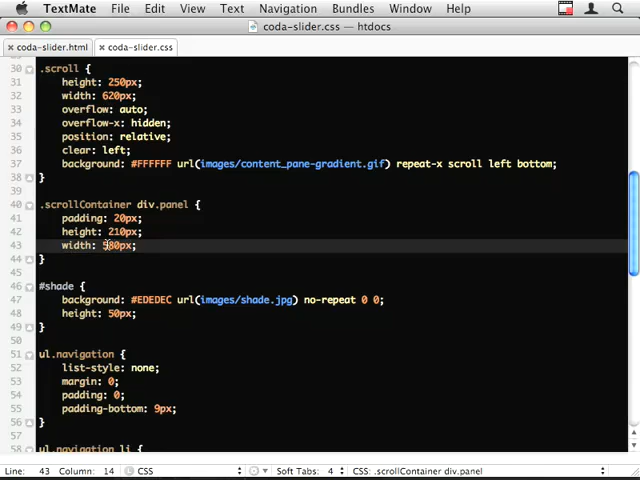 TextMate File Edit View Text Navigation Bundles Window Help
coda-slider.css — htdocs
coda-slider.html coda-slider.css
30 .scroll {
31 height: 250px;
32 width: 620px;
33 overflow: auto;
34 overflow-x: hidden;
35 position: relative;
36 clear: left;
37 background: #FFFFFF url(images/content_pane-gradient.gif) repeat-x scroll left bottom;
38 }
39
40 .scrollContainer div.panel {
41 padding: 20px;
42 height: 210px;
43 width: 580px;
44 }
45
46 #shade {
47 background: #EDEDEC url(images/shade.jpg) no-repeat 0 0;
48 height: 50px;
49 }
50
51 ul.navigation {
52 list-style: none;
53 margin: 0;
54 padding: 0;
55 padding-bottom: 9px;
56 }
57
58 ul.navigation li {
Line: 43 Column: 14 CSS Soft Tabs: 4 CSS: .scrollContainer div.panel